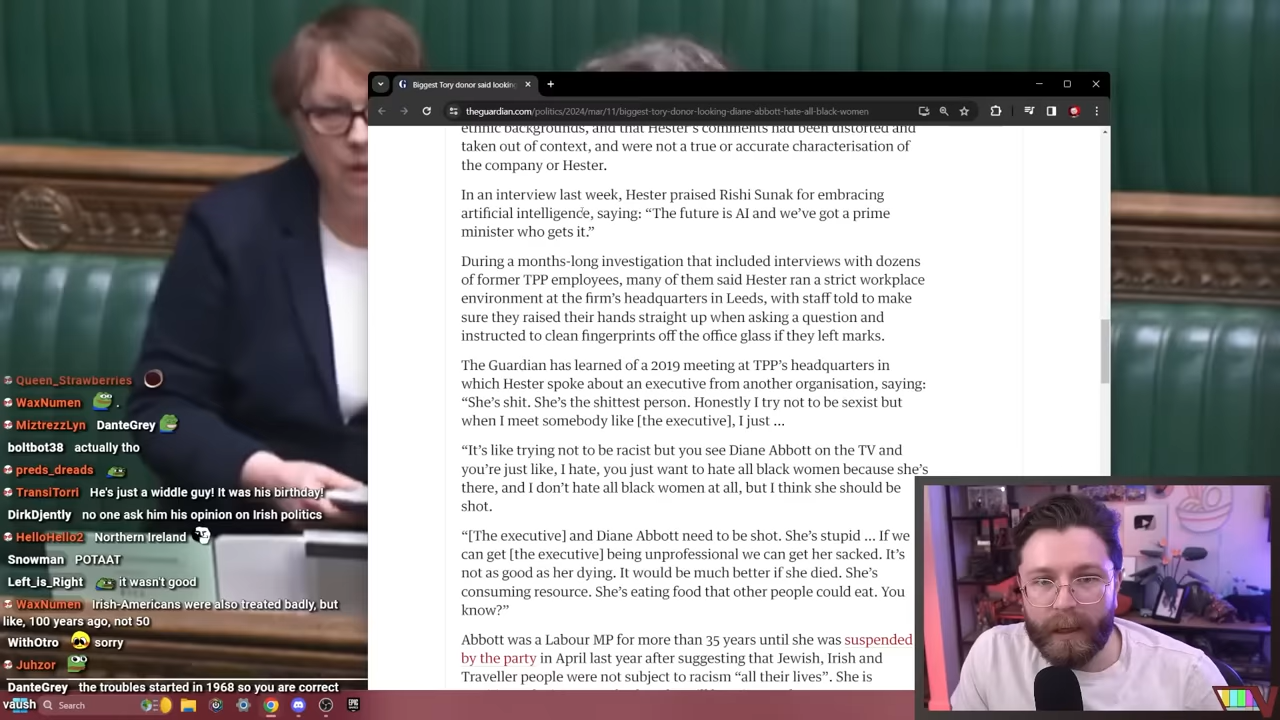 Biggest Tory donor said looking
theguardian.com/politics/2024/mar/11/biggest-tory-donor-looking-diane-abbott-hate-all-black-women
ethnic backgrounds, and that Hester's comments had been distorted and
taken out of context, and were not a true or accurate characterisation of
the company or Hester.
In an interview last week, Hester praised Rishi Sunak for embracing
artificial intelligence, saying: “The future is AI and we've got a prime
minister who gets it.”
During a months-long investigation that included interviews with dozens
of former TPP employees, many of them said Hester ran a strict workplace
environment at the firm's headquarters in Leeds, with staff told to make
sure they raised their hands straight up when asking a question and
instructed to clean fingerprints off the office glass if they left marks.
The Guardian has learned of a 2019 meeting at TPP's headquarters in
which Hester spoke about an executive from another organisation, saying:
“She's shit. She's the shittest person. Honestly I try not to be sexist but
when I meet somebody like [the executive], I just ...
“It's like trying not to be racist but you see Diane Abbott on the TV and
you're just like, I hate, you just want to hate all black women because she's
there, and I don't hate all black women at all, but I think she should be
shot.
“[The executive] and Diane Abbott need to be shot. She's stupid ... If we
can get [the executive] being unprofessional we can get her sacked. It's
not as good as her dying. It would be much better if she died. She's
consuming resource. She's eating food that other people could eat. You
know?”
Abbott was a Labour MP for more than 35 years until she was suspended
by the party in April last year after suggesting that Jewish, Irish and
Traveller people were not subject to racism “all their lives”. She is
Queen_Strawberries
WaxNumen .
MiztrezzLyn DanteGrey
boltbot38 actually tho
preds_dreads
TransiTorri He's just a widdle guy! It was his birthday!
DirkDjently no one ask him his opinion on Irish politics
HelloHello2 Northern Ireland
Snowman POTAAT
Left_is_Right it wasn't good
WaxNumen Irish-Americans were also treated badly, but
like, 100 years ago, not 50
WithOtro sorry
Juhzor
DanteGrey the troubles started in 1968 so you are correct
vaush
Search